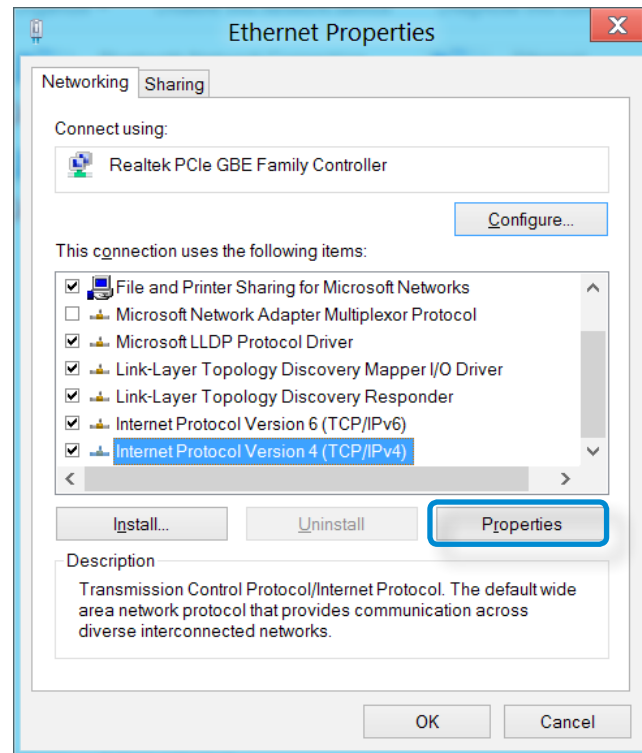 Ethernet Properties
X
Networking
Sharing
Connect using:
Realtek PCIe GBE Family Controller
Configure...
This connection uses the following items:
File and Printer Sharing for Microsoft Networks
Microsoft Network Adapter Multiplexor Protocol
Microsoft LLDP Protocol Driver
Link-Layer Topology Discovery Mapper I/O Driver
Link-Layer Topology Discovery Responder
Internet Protocol Version 6 (TCP/IPv6)
Internet Protocol Version 4 (TCP/IPv4)
Install...
Uninstall
Properties
Description
Transmission Control Protocol/Internet Protocol. The default wide
area network protocol that provides communication across
diverse interconnected networks.
OK
Cancel